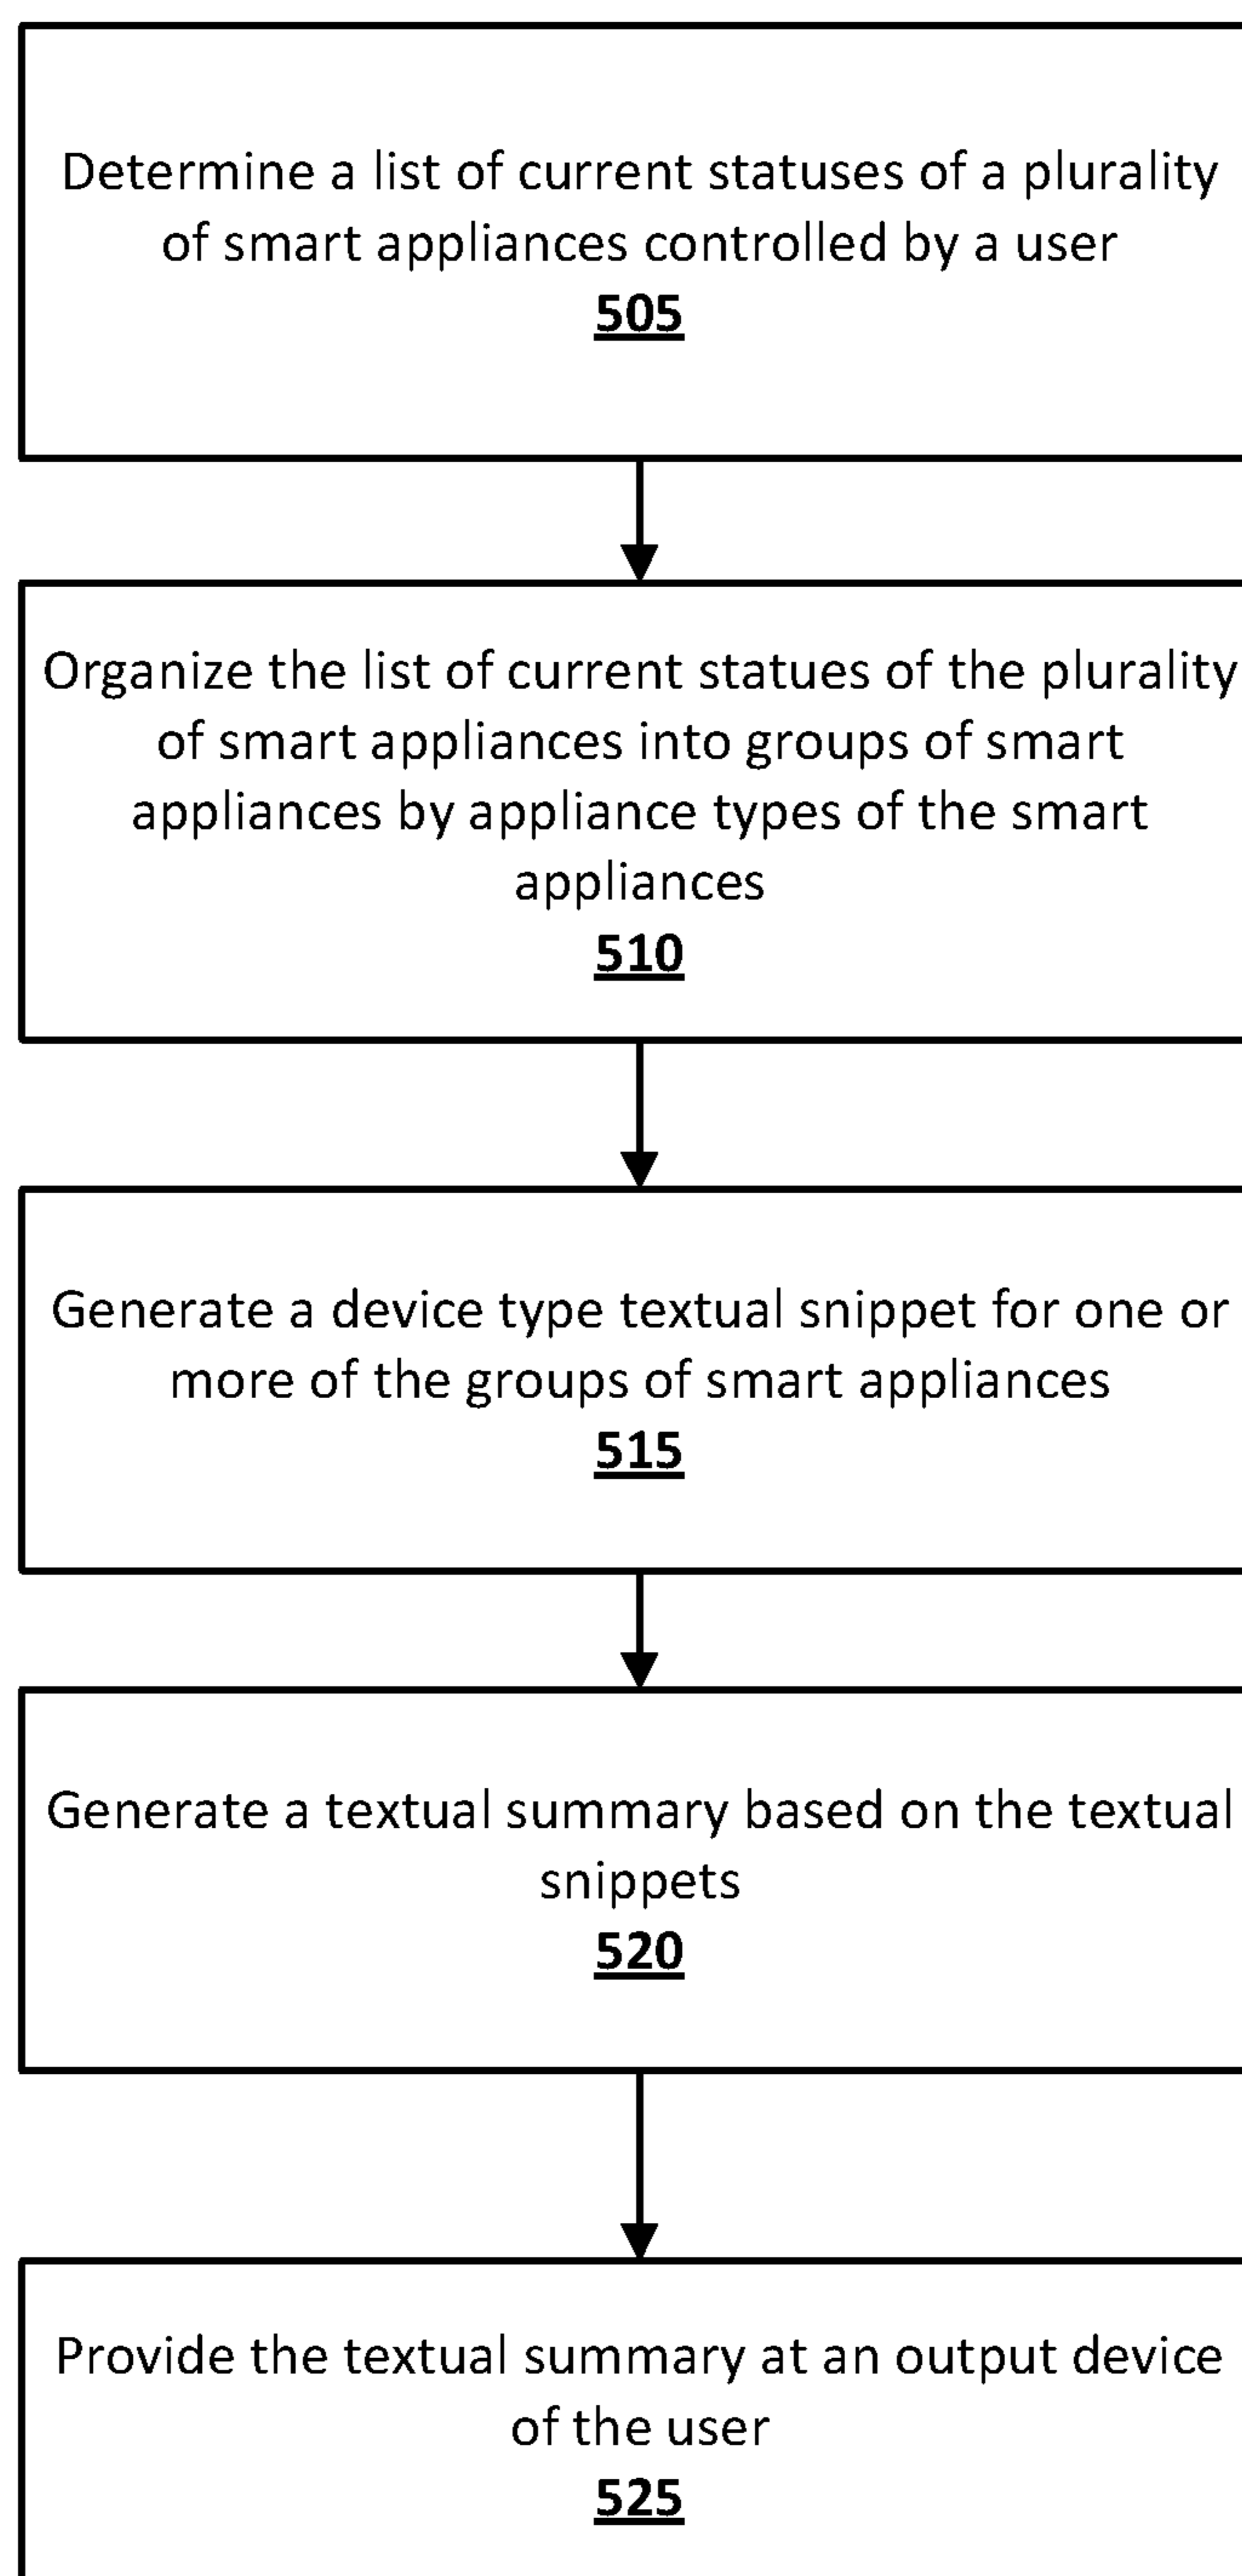 Determine a list of current statuses of a plurality
of smart appliances controlled by a user
505
Organize the list of current statues of the plurality
of smart appliances into groups of smart
appliances by appliance types of the smart
appliances
510
Generate a device type textual snippet for one or
more of the groups of smart appliances
515
Generate a textual summary based on the textual
snippets
520
Provide the textual summary at an output device
of the user
525